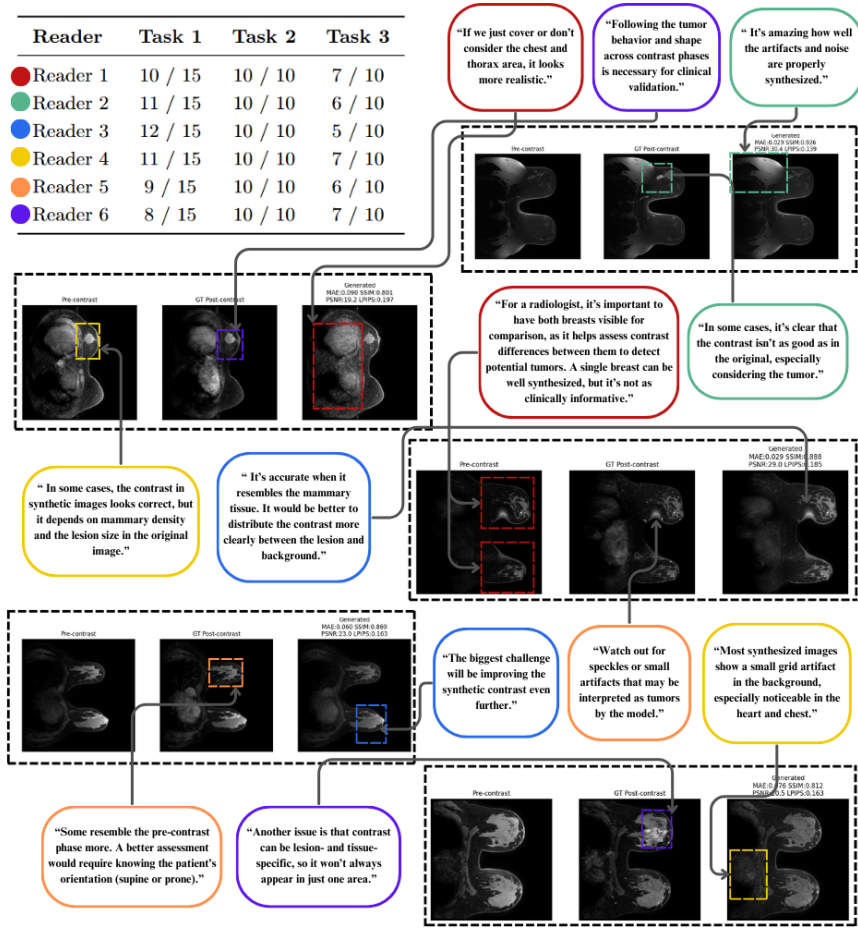 Reader Task 1 Task 2 Task 3
Reader 1 10 / 15 10 / 10 7 / 10
Reader 2 11 / 15 10 / 10 6 / 10
Reader 3 12 / 15 10 / 10 5 / 10
Reader 4 11 / 15 10 / 10 7 / 10
Reader 5 9 / 15 10 / 10 6 / 10
Reader 6 8 / 15 10 / 10 7 / 10
“If we just cover or don’t
consider the chest and
thorax area, it looks
more realistic.”
“Following the tumor
behavior and shape
across contrast phases
is necessary for clinical
validation.”
“ It’s amazing how well
the artifacts and noise
are properly
synthesized.”
Pre-contrast
GT Post-contrast
Generated
MAE:0.029 SSIM:0.926
PSNR:30.4 LPIPS:0.139
Pre-contrast
GT Post-contrast
Generated
MAE:0.090 SSIM:0.801
PSNR:19.2 LPIPS:0.197
“For a radiologist, it’s important to
have both breasts visible for
comparison, as it helps assess contrast
differences between them to detect
potential tumors. A single breast can be
well synthesized, but it’s not as
clinically informative.”
“In some cases, it’s clear that
the contrast isn’t as good as in
the original, especially
considering the tumor.”
“ In some cases, the contrast in
synthetic images looks correct, but
it depends on mammary density
and the lesion size in the original
image.”
“ It’s accurate when it
resembles the mammary
tissue. It would be better to
distribute the contrast more
clearly between the lesion and
background.”
Pre-contrast
GT Post-contrast
Generated
MAE:0.029 SSIM:0.888
PSNR:29.0 LPIPS:0.185
Pre-contrast
GT Post-contrast
Generated
MAE:0.060 SSIM:0.869
PSNR:23.0 LPIPS:0.163
“The biggest challenge
will be improving the
synthetic contrast even
further.”
“Watch out for
speckles or small
artifacts that may be
interpreted as tumors
by the model.”
“Most synthesized images
show a small grid artifact
in the background,
especially noticeable in
the heart and chest.”
Pre-contrast
GT Post-contrast
Generated
SSIM:0.812
LPIPS:0.163
“Some resemble the pre-contrast
phase more. A better assessment
would require knowing the patient’s
orientation (supine or prone).”
“Another issue is that contrast
can be lesion- and tissue-
specific, so it won’t always
appear in just one area.”